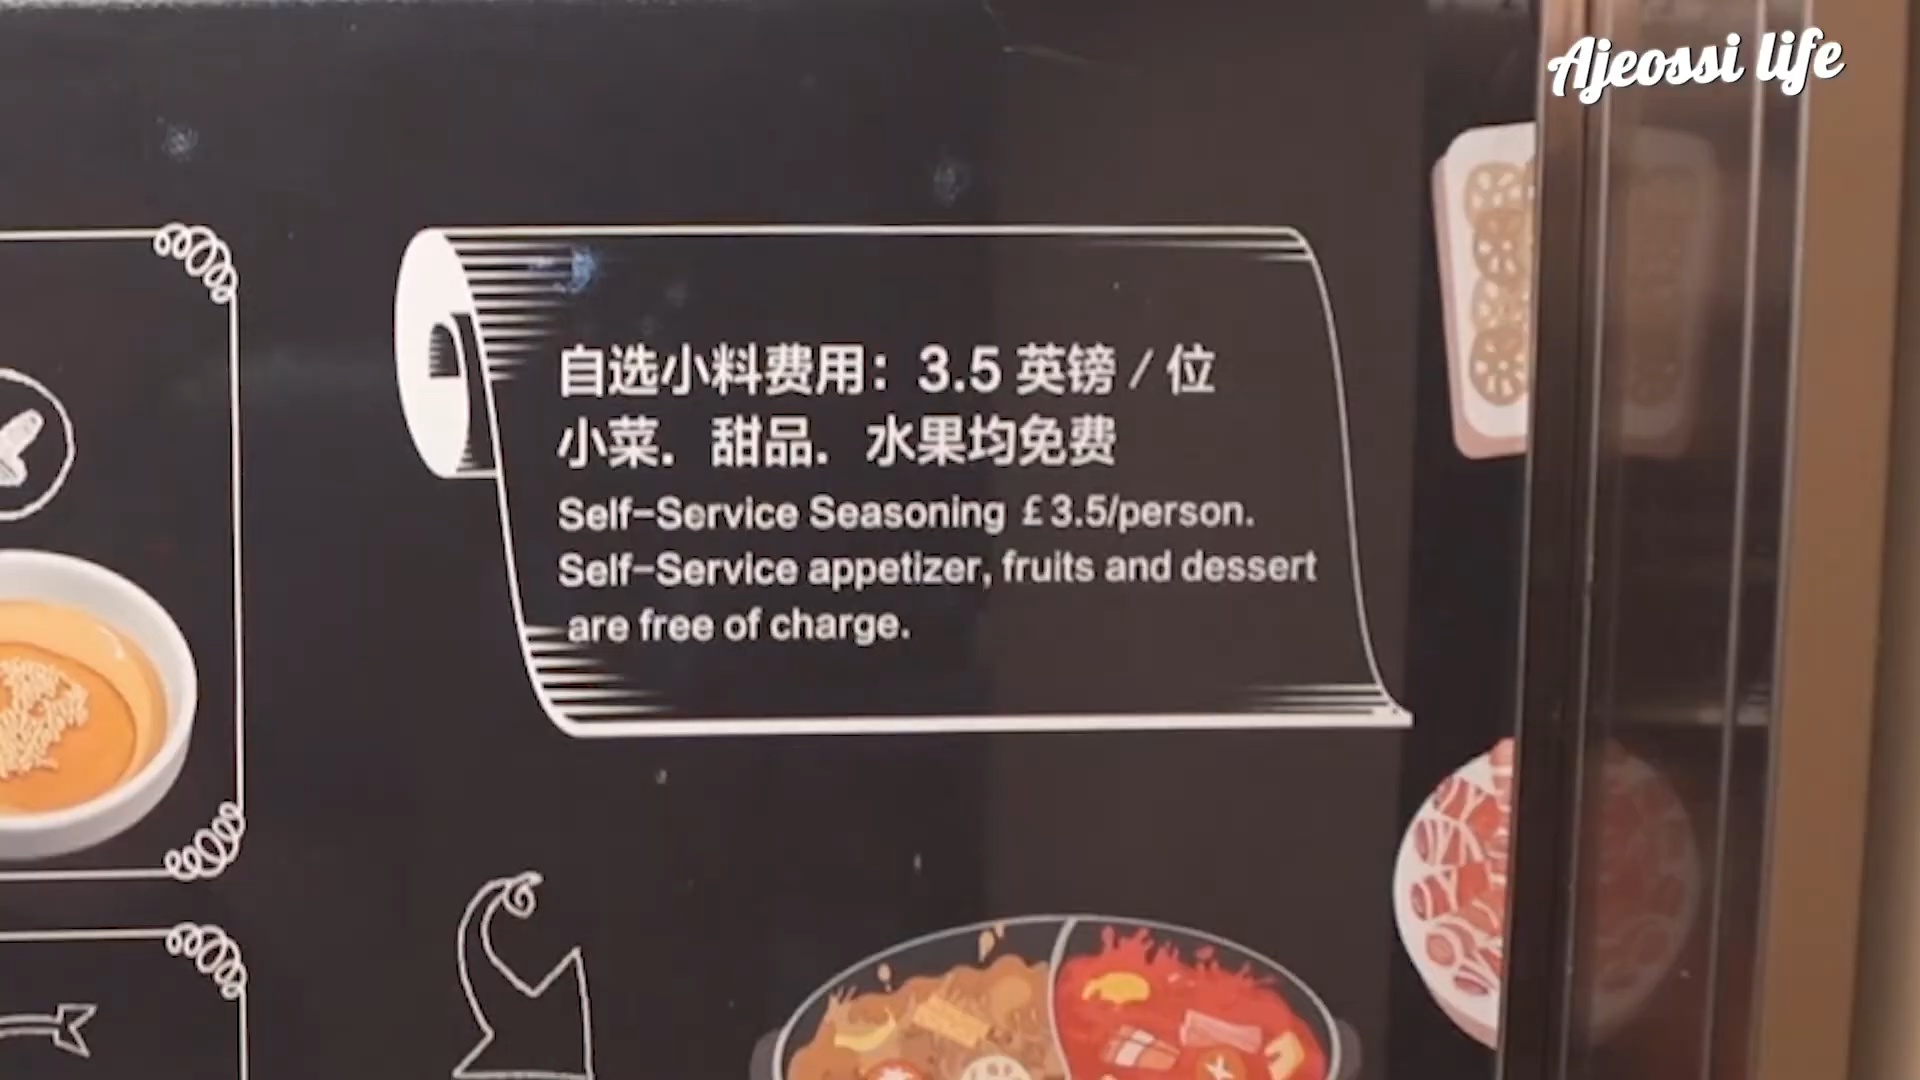 Ajeossi life
自选小料费用：3.5 英镑 / 位
小菜．甜品．水果均免费
Self-Service Seasoning £3.5/person.
Self-Service appetizer, fruits and dessert
are free of charge.